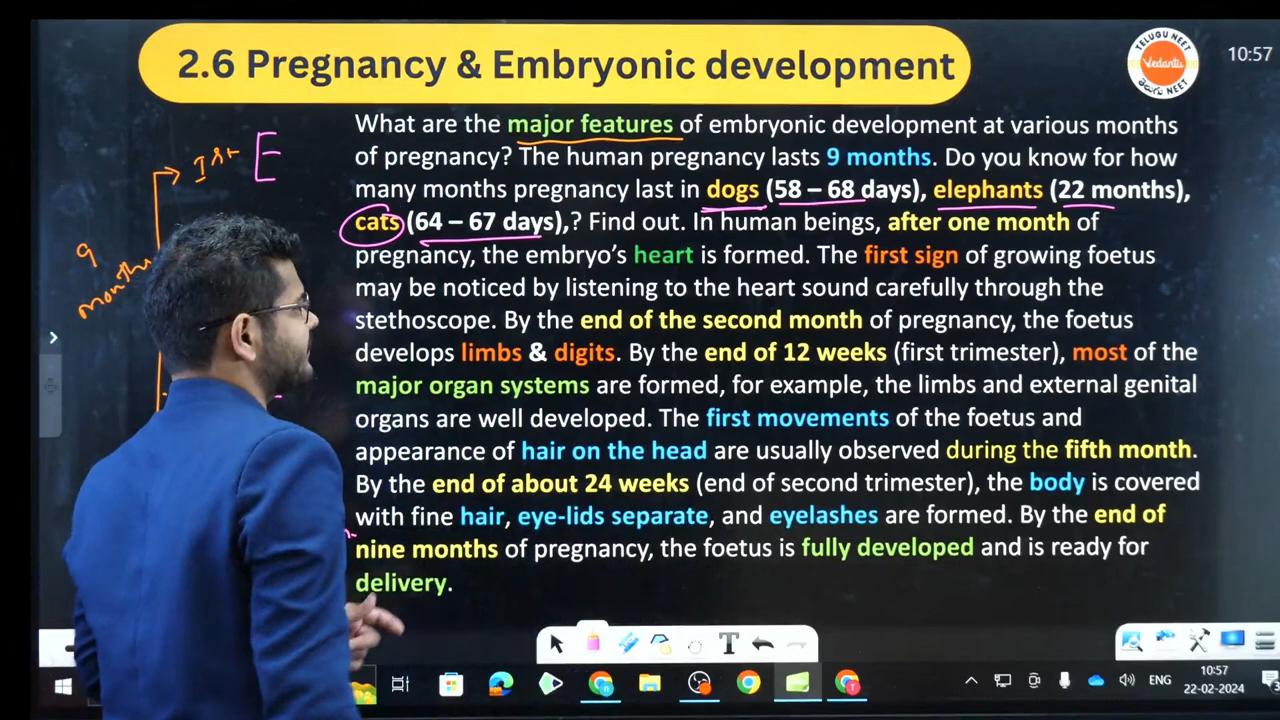 2.6 Pregnancy & Embryonic development
TELUGU NEET
Vedantu
తెలుగు NEET
10:57
What are the major features of embryonic development at various months
of pregnancy? The human pregnancy lasts 9 months. Do you know for how
many months pregnancy last in dogs (58 – 68 days), elephants (22 months),
cats (64 – 67 days),? Find out. In human beings, after one month of
pregnancy, the embryo's heart is formed. The first sign of growing foetus
may be noticed by listening to the heart sound carefully through the
stethoscope. By the end of the second month of pregnancy, the foetus
develops limbs & digits. By the end of 12 weeks (first trimester), most of the
major organ systems are formed, for example, the limbs and external genital
organs are well developed. The first movements of the foetus and
appearance of hair on the head are usually observed during the fifth month.
By the end of about 24 weeks (end of second trimester), the body is covered
with fine hair, eye-lids separate, and eyelashes are formed. By the end of
nine months of pregnancy, the foetus is fully developed and is ready for
delivery.
Ist
9
months
T
ENG
10:57
22-02-2024